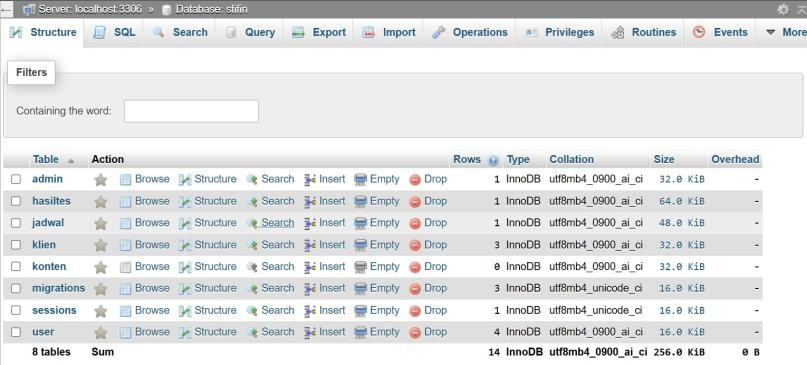 Server: localhost:3306 » Database: stifin
Structure SQL Search Query Export Import Operations Privileges Routines Events More
Filters
Containing the word:
Table Action Rows Type Collation Size Overhead
admin Browse Structure Search Insert Empty Drop 1 InnoDB utf8mb4_0900_ai_ci 32.0 KiB -
hasiltes Browse Structure Search Insert Empty Drop 1 InnoDB utf8mb4_0900_ai_ci 64.0 KiB -
jadwal Browse Structure Search Insert Empty Drop 1 InnoDB utf8mb4_0900_ai_ci 48.0 KiB -
klien Browse Structure Search Insert Empty Drop 3 InnoDB utf8mb4_0900_ai_ci 32.0 KiB -
konten Browse Structure Search Insert Empty Drop 0 InnoDB utf8mb4_0900_ai_ci 32.0 KiB -
migrations Browse Structure Search Insert Empty Drop 3 InnoDB utf8mb4_unicode_ci 16.0 KiB -
sessions Browse Structure Search Insert Empty Drop 1 InnoDB utf8mb4_unicode_ci 16.0 KiB -
user Browse Structure Search Insert Empty Drop 4 InnoDB utf8mb4_0900_ai_ci 16.0 KiB -
8 tables Sum 14 InnoDB utf8mb4_0900_ai_ci 256.0 KiB 0 B